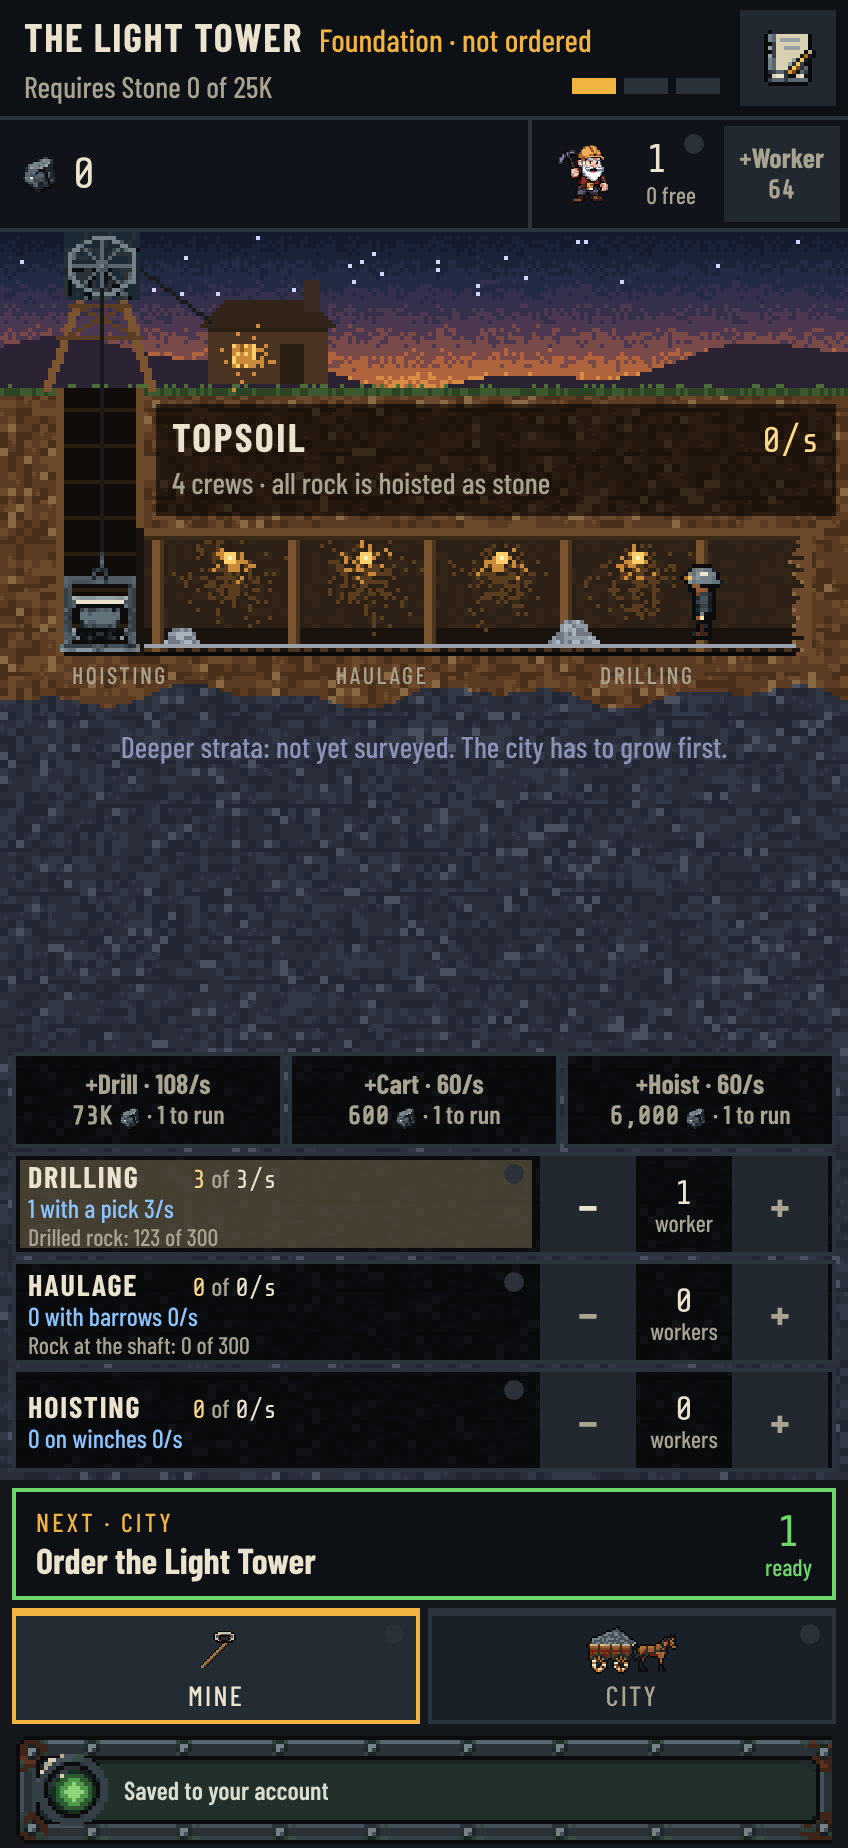 THE LIGHT TOWER Foundation · not ordered
Requires Stone 0 of 25K
0
1
0 free
+Worker
64
TOPSOIL 0/s
4 crews · all rock is hoisted as stone
HOISTING HAULAGE DRILLING
Deeper strata: not yet surveyed. The city has to grow first.
+Drill · 108/s
73K · 1 to run
+Cart · 60/s
600 · 1 to run
+Hoist · 60/s
6,000 · 1 to run
DRILLING 3 of 3/s
1 with a pick 3/s
Drilled rock: 123 of 300
− 1 +
worker
HAULAGE 0 of 0/s
0 with barrows 0/s
Rock at the shaft: 0 of 300
− 0 +
workers
HOISTING 0 of 0/s
0 on winches 0/s
− 0 +
workers
NEXT · CITY
Order the Light Tower
1
ready
MINE
CITY
Saved to your account